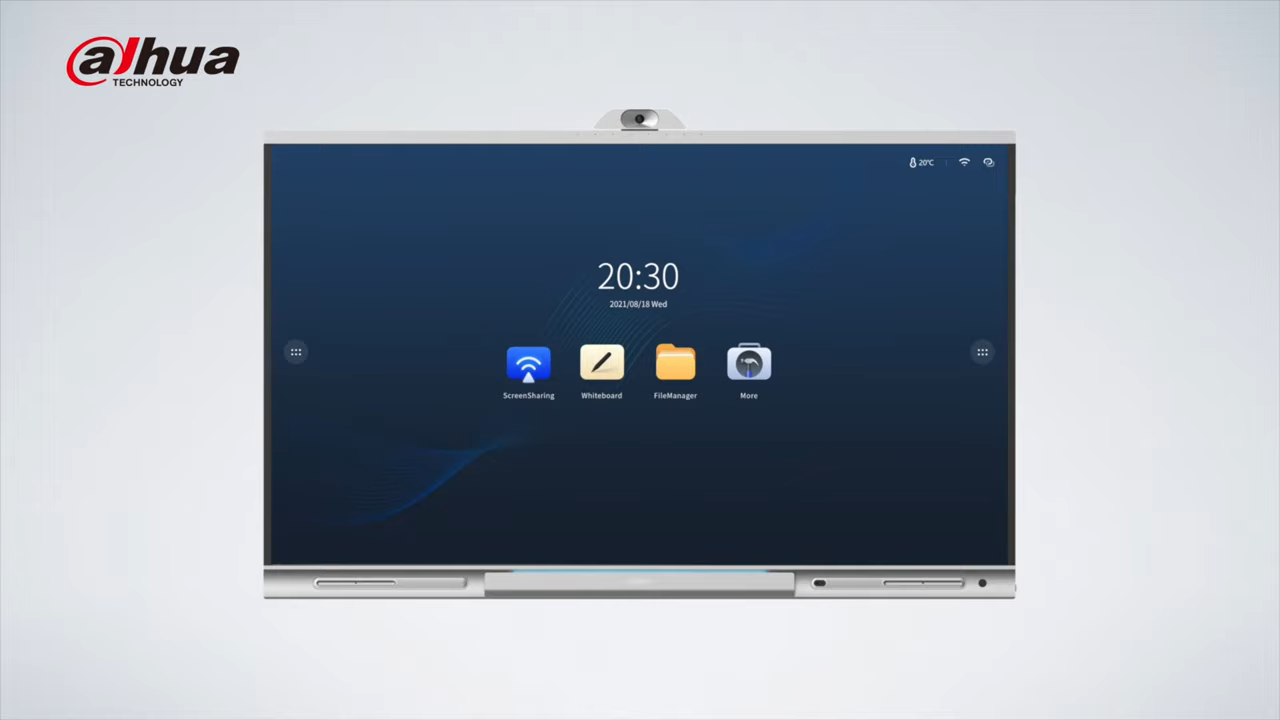 alhua
TECHNOLOGY
20°C
20:30
2021/08/18 Wed
ScreenSharing
Whiteboard
FileManager
More